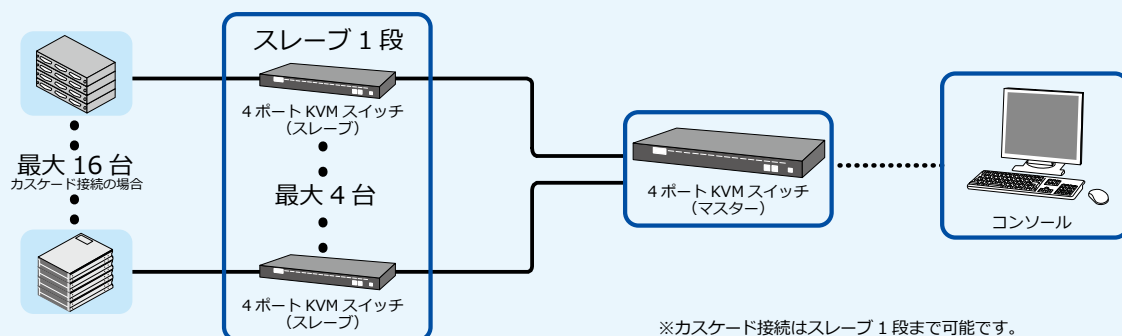 スレーブ 1 段
4 ポート KVM スイッチ
（スレーブ）
最大 16 台
カスケード接続の場合
最大 4 台
4 ポート KVM スイッチ
（スレーブ）
4 ポート KVM スイッチ
（マスター）
コンソール
※カスケード接続はスレーブ 1 段まで可能です。